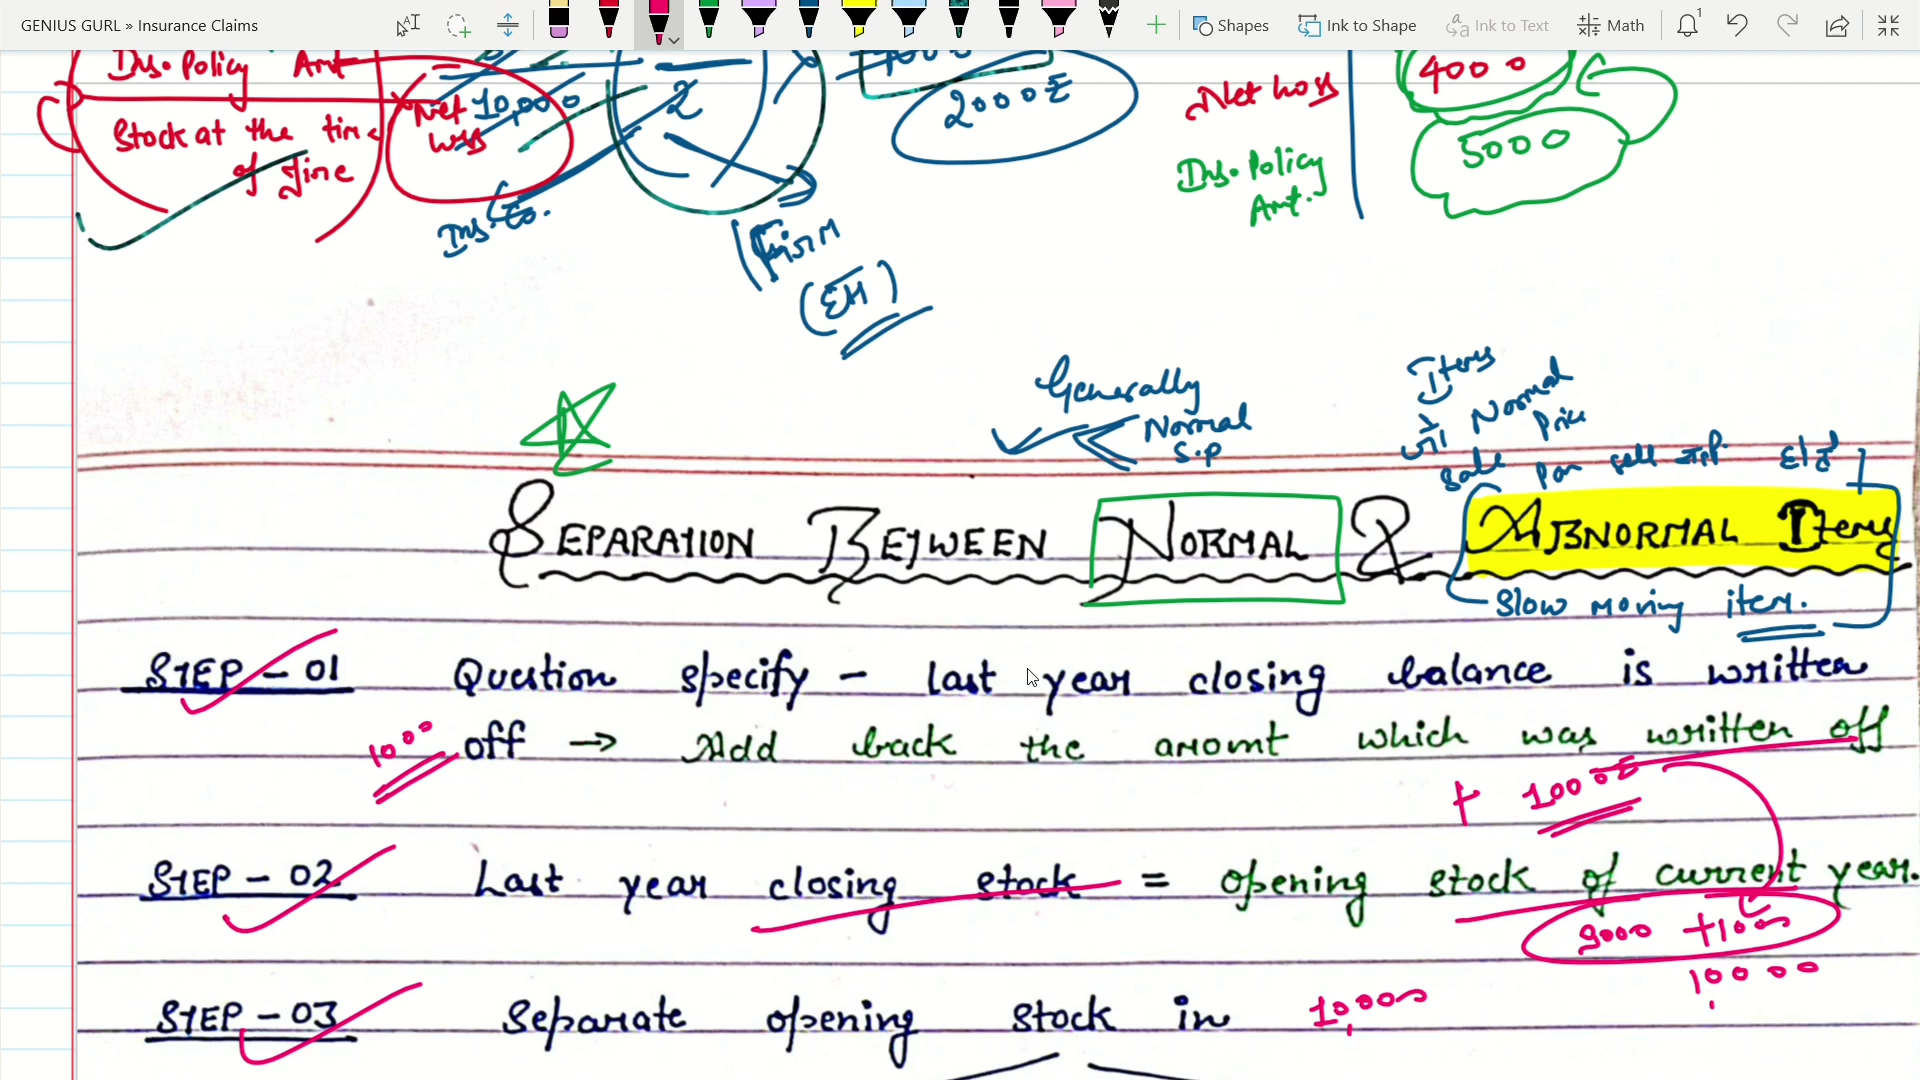 GENIUS GURL » Insurance Claims
Shapes
Ink to Shape
Ink to Text
Math
1
Ins. Policy Amt
Stock at the time
of fire
Net
loss
10,000
2
Ins. Co.
Firm
(EH)
2000
Net loss
4000
5000
Ins. Policy
Amt.
Generally
Normal
S.P
Items
Normal
Price
SEPARATION BETWEEN NORMAL & ABNORMAL Items
Slow moving item.
STEP - 01 Question specify - last year closing balance is written
off → Add back the amount which was written off
1000
+ 1000
STEP - 02 Last year closing stock = opening stock of current year.
9000 + 1000
10000
STEP - 03 Separate opening stock in 10,000